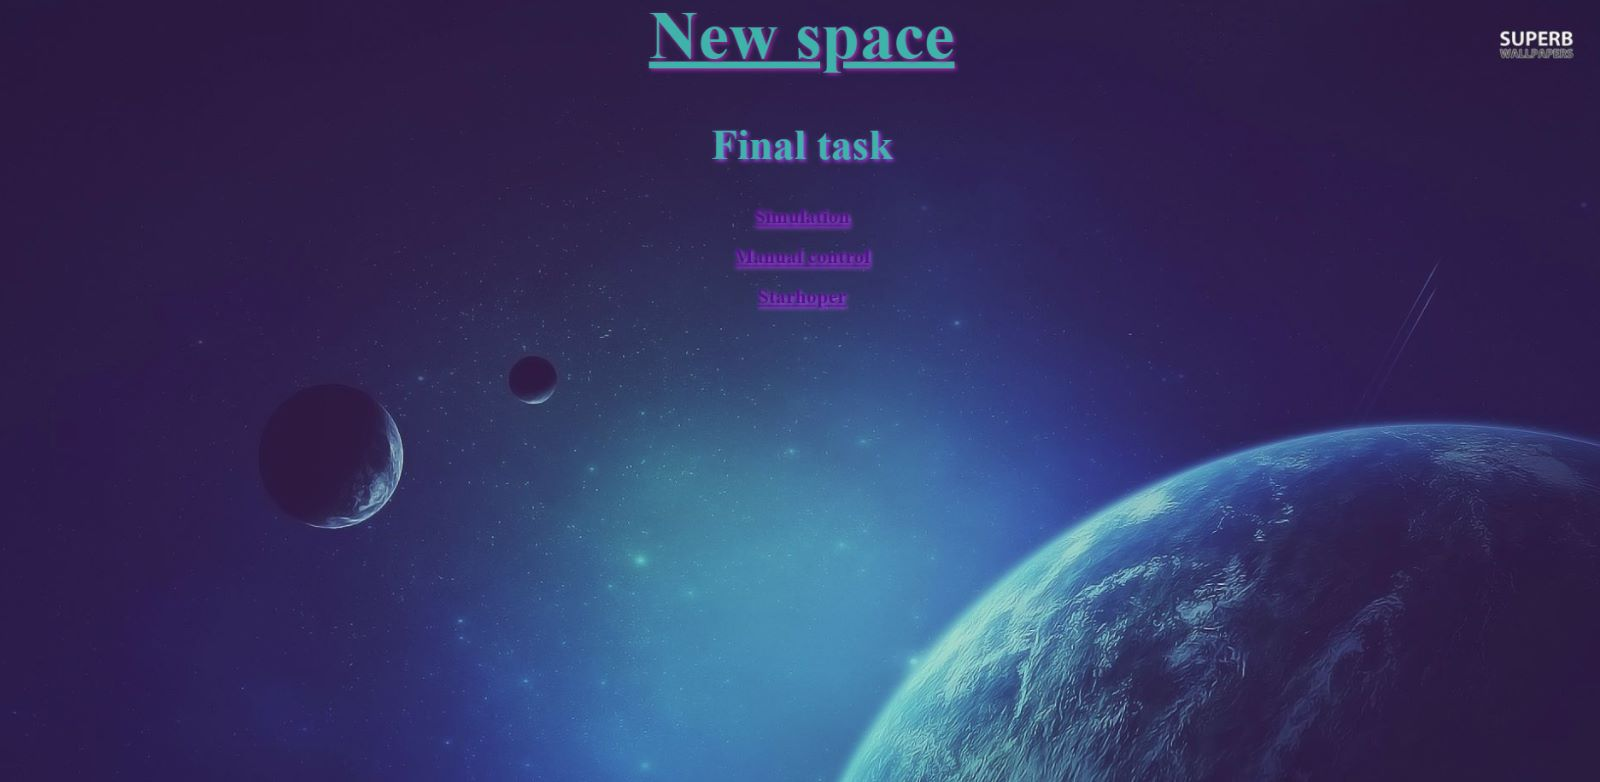 New space
SUPERB
WALLPAPERS
Final task
Simulation
Manual control
Starhoper